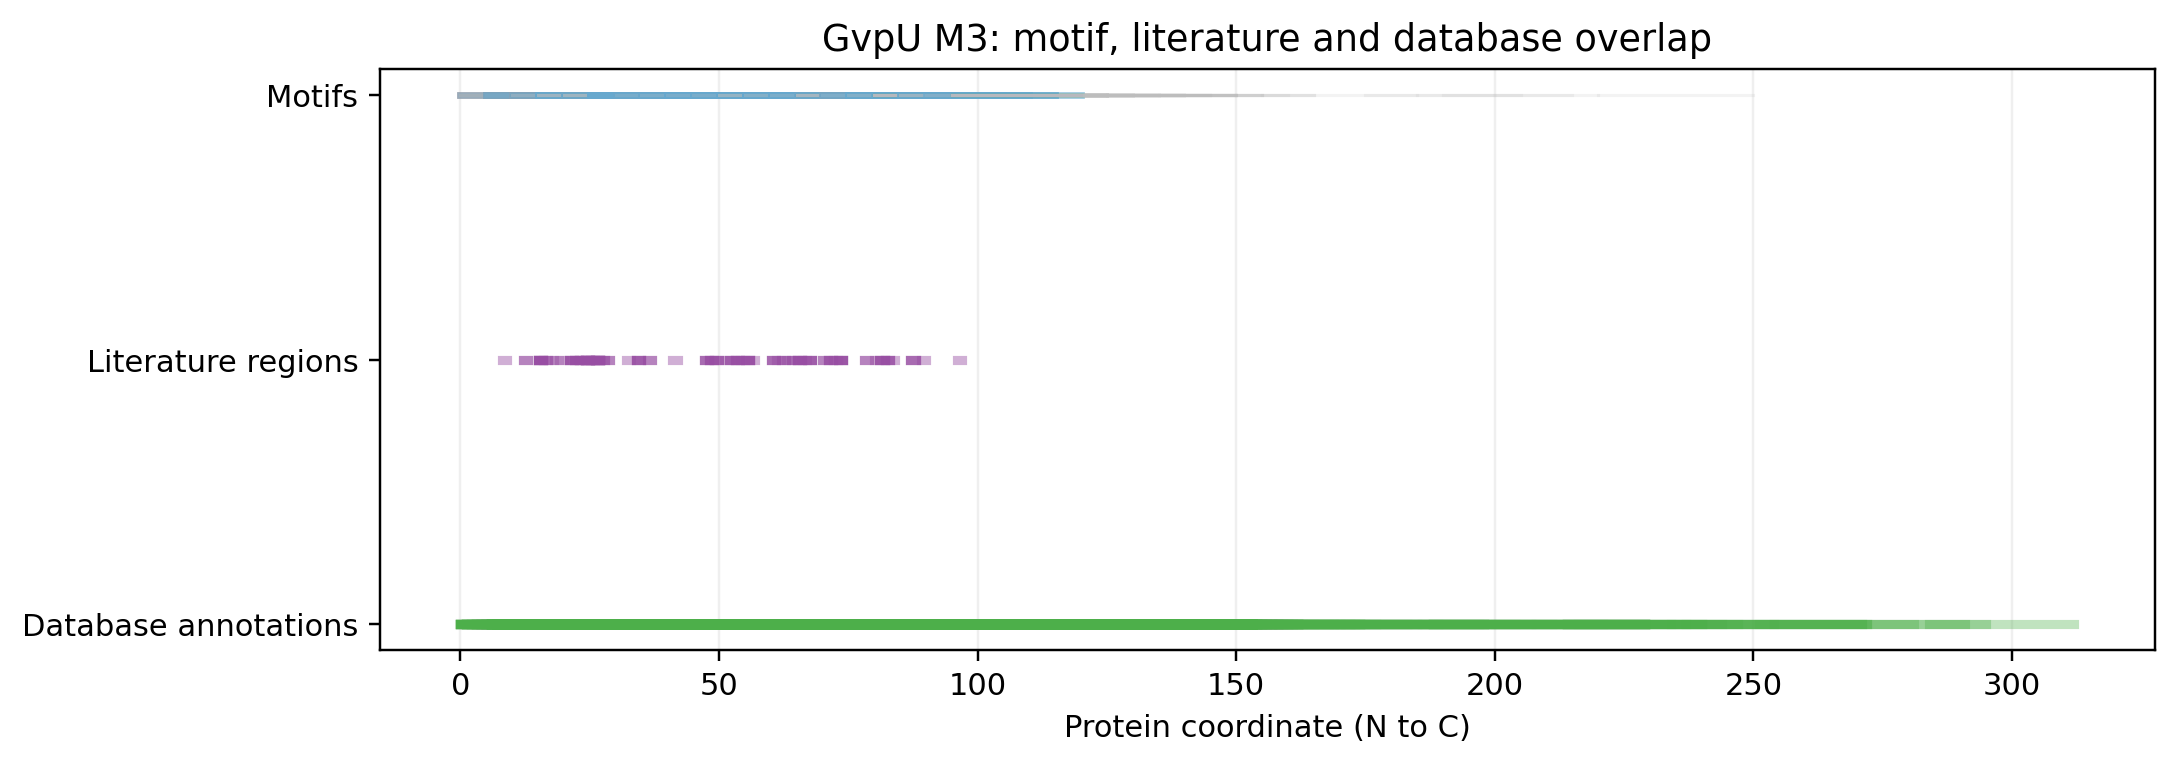 GvpU M3: motif, literature and database overlap
Motifs
Literature regions
Database annotations
0 50 100 150 200 250 300
Protein coordinate (N to C)